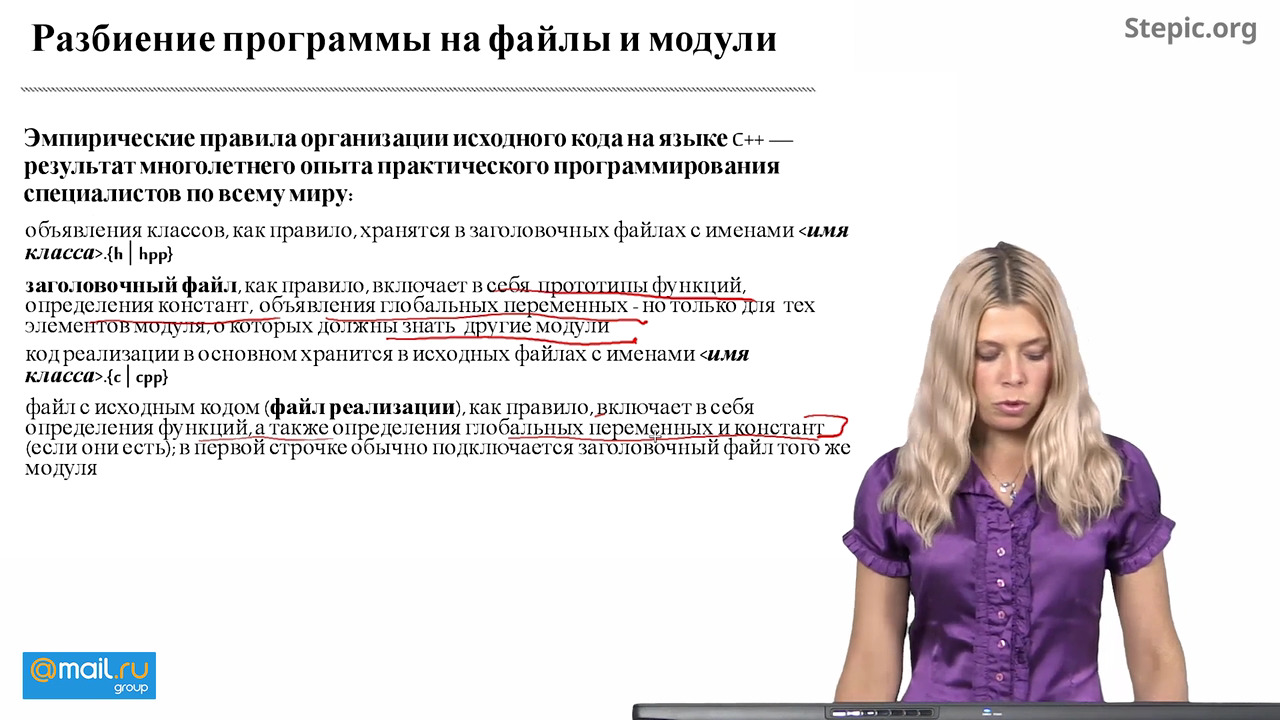 Разбиение программы на файлы и модули
Stepic.org
Эмпирические правила организации исходного кода на языке C++ —
результат многолетнего опыта практического программирования
специалистов по всему миру:
объявления классов, как правило, хранятся в заголовочных файлах с именами <имя
класса>.{h | hpp}
заголовочный файл, как правило, включает в себя прототипы функций,
определения констант, объявления глобальных переменных - но только для тех
элементов модуля, о которых должны знать другие модули
код реализации в основном хранится в исходных файлах с именами <имя
класса>.{c | cpp}
файл с исходным кодом (файл реализации), как правило, включает в себя
определения функций, а также определения глобальных переменных и констант
(если они есть); в первой строчке обычно подключается заголовочный файл того же
модуля
@mail.ru
group